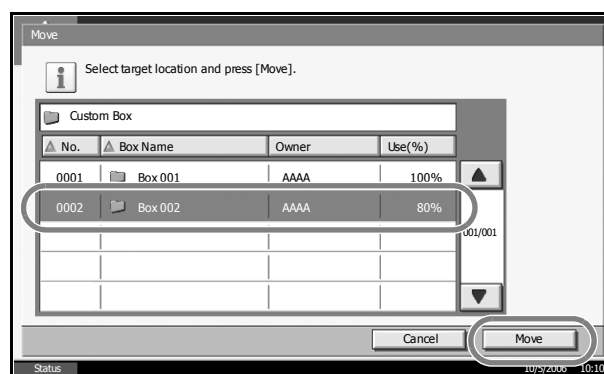 Move
Select target location and press [Move].
Custom Box
No. Box Name Owner Use(%)
0001 Box 001 AAAA 100%
0002 Box 002 AAAA 80%
001/001
Cancel Move
Status 10/5/2006 10:10